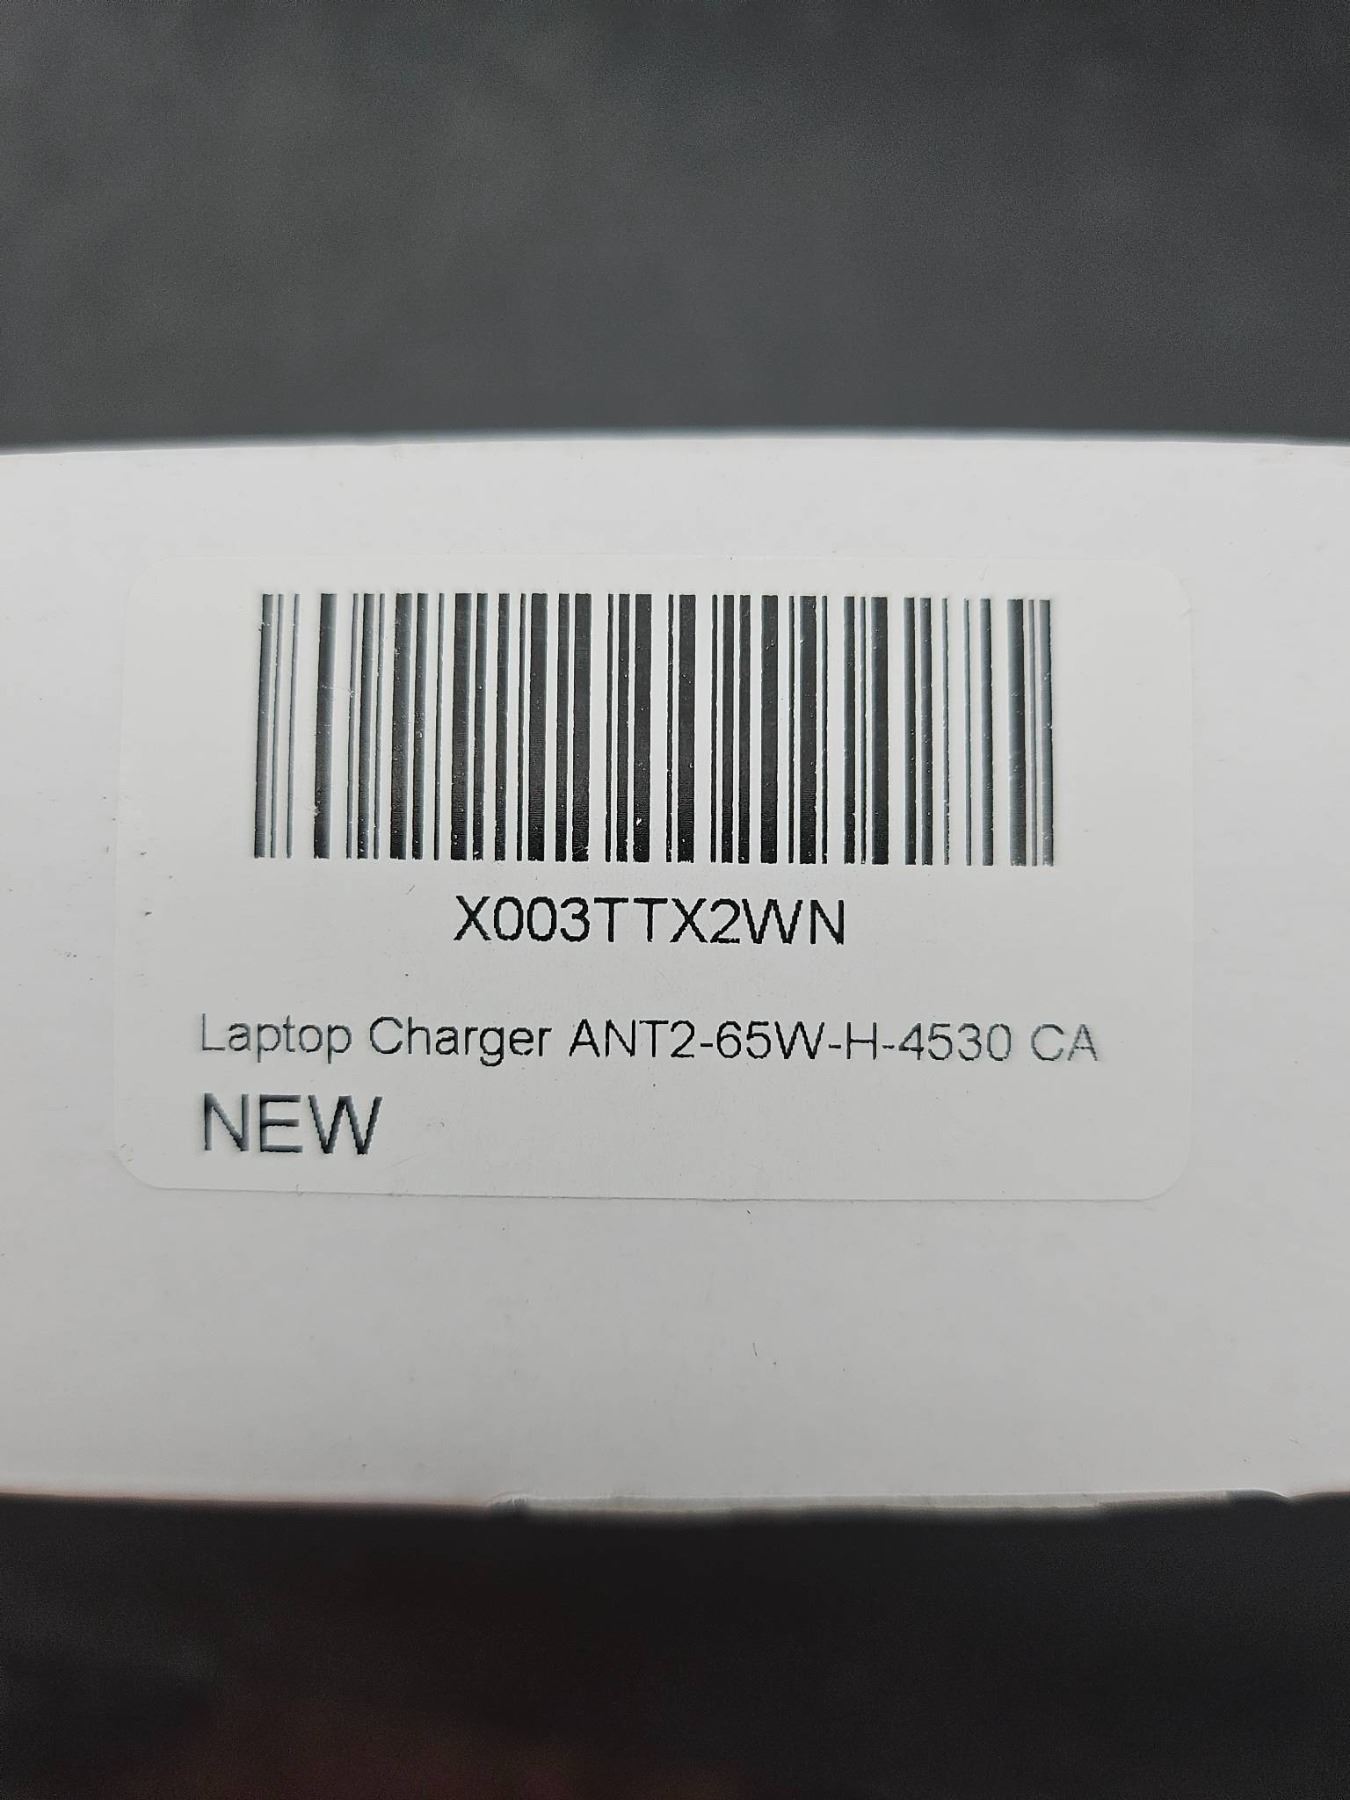 X003TTX2WN
Laptop Charger ANT2-65W-H-4530 CA
NEW